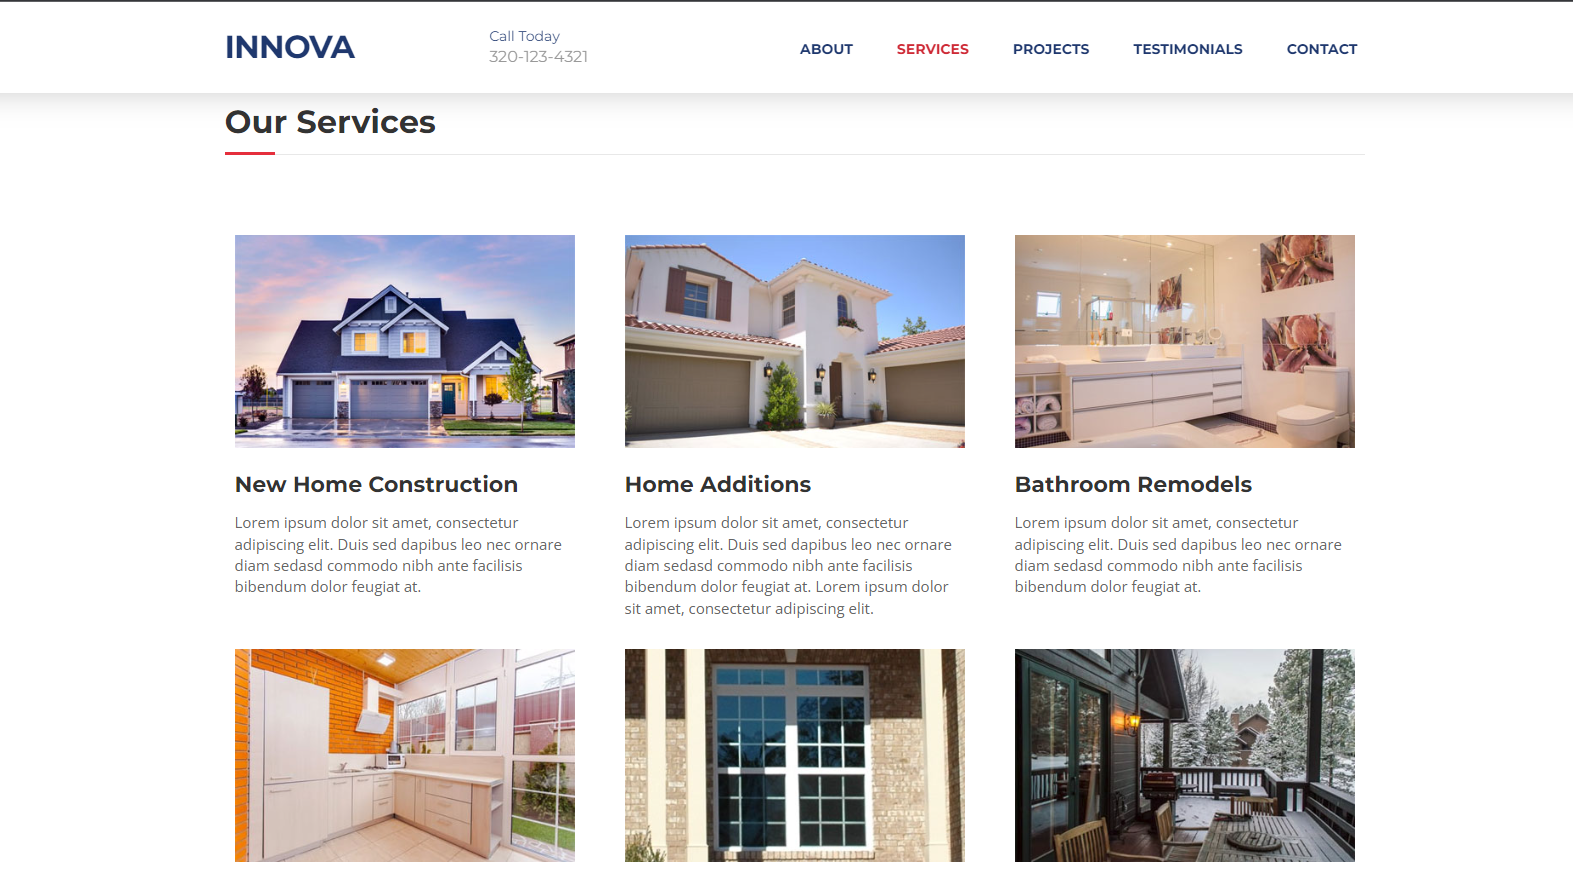 INNOVA
Call Today
320-123-4321
ABOUT
SERVICES
PROJECTS
TESTIMONIALS
CONTACT
Our Services
New Home Construction
Lorem ipsum dolor sit amet, consectetur
adipiscing elit. Duis sed dapibus leo nec ornare
diam sedasd commodo nibh ante facilisis
bibendum dolor feugiat at.
Home Additions
Lorem ipsum dolor sit amet, consectetur
adipiscing elit. Duis sed dapibus leo nec ornare
diam sedasd commodo nibh ante facilisis
bibendum dolor feugiat at. Lorem ipsum dolor
sit amet, consectetur adipiscing elit.
Bathroom Remodels
Lorem ipsum dolor sit amet, consectetur
adipiscing elit. Duis sed dapibus leo nec ornare
diam sedasd commodo nibh ante facilisis
bibendum dolor feugiat at.